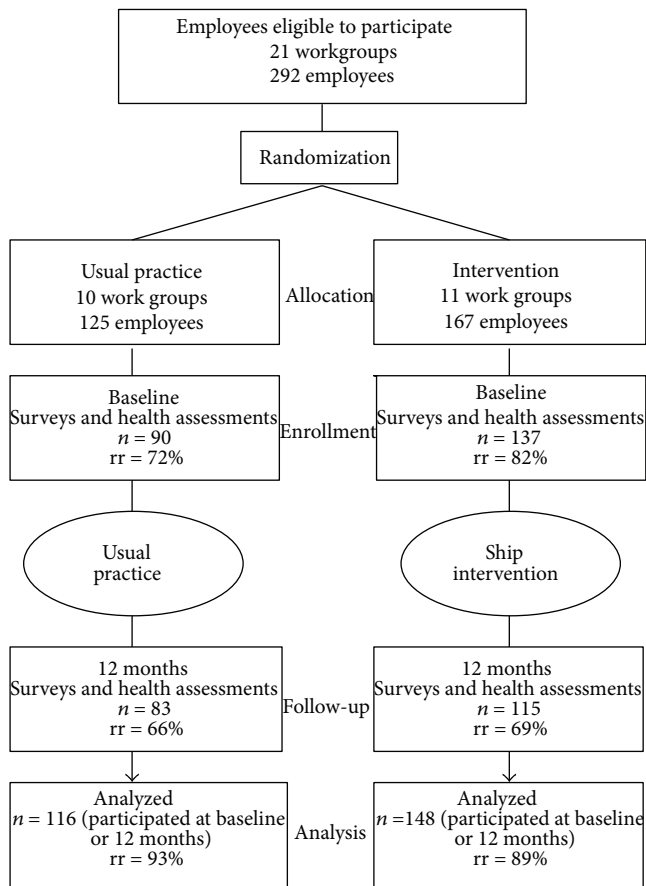 Employees eligible to participate
21 workgroups
292 employees
Randomization
Usual practice
10 work groups
125 employees
Allocation
Intervention
11 work groups
167 employees
Baseline
Surveys and health assessments
n = 90
rr = 72%
Enrollment
Baseline
Surveys and health assessments
n = 137
rr = 82%
Usual
practice
Ship
intervention
12 months
Surveys and health assessments
n = 83
rr = 66%
Follow-up
12 months
Surveys and health assessments
n = 115
rr = 69%
Analyzed
n = 116 (participated at baseline
or 12 months)
rr = 93%
Analysis
Analyzed
n =148 (participated at baseline
or 12 months)
rr = 89%